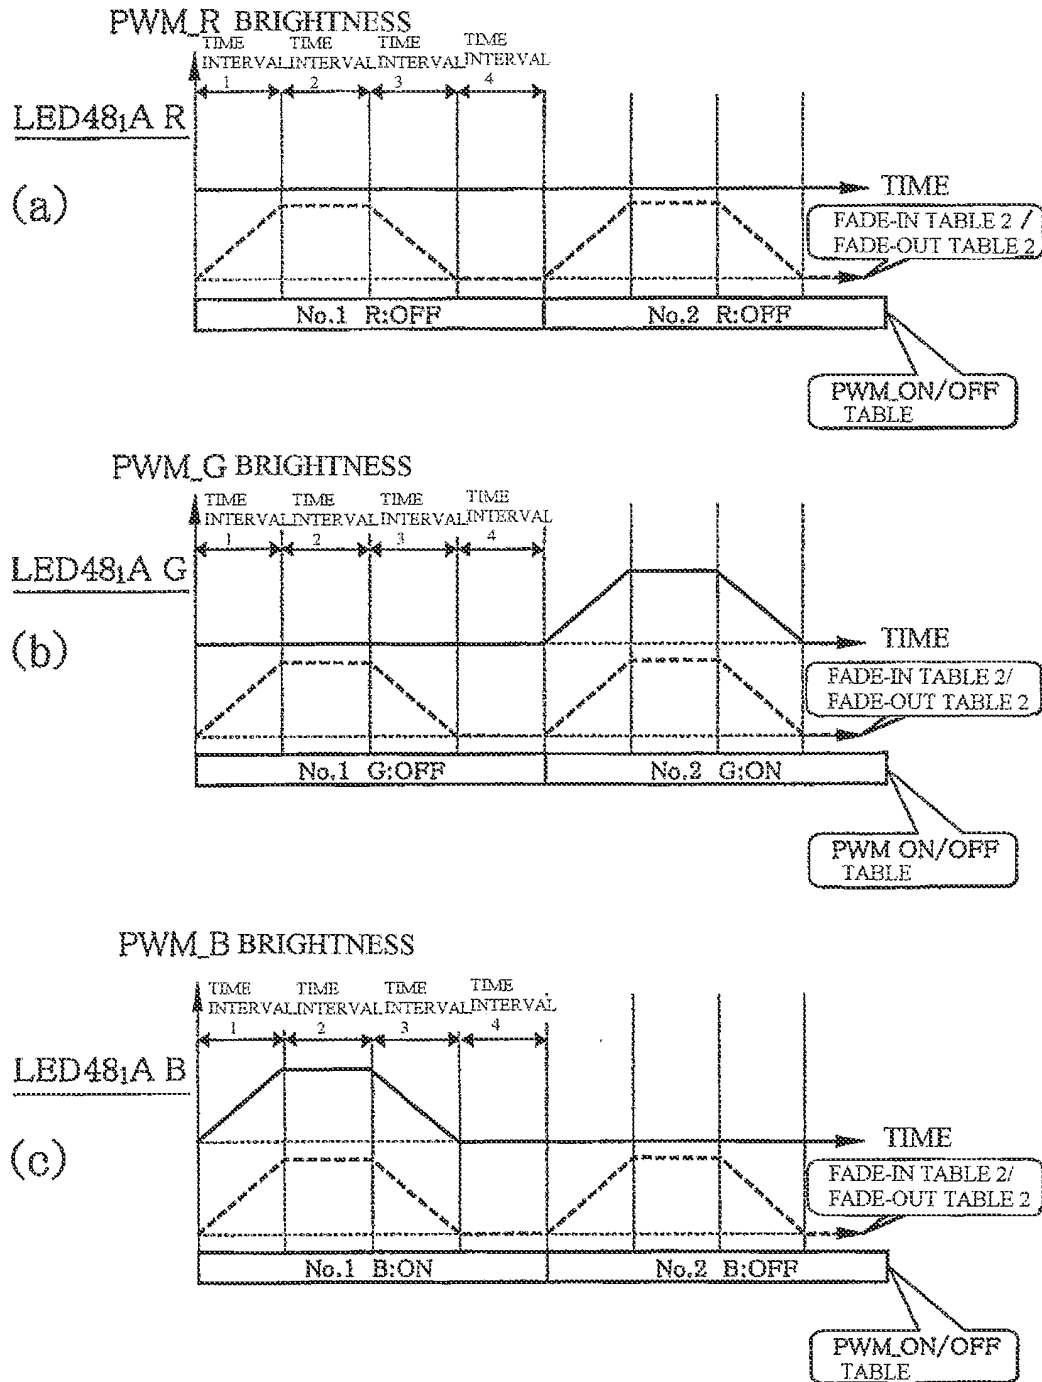 PWM_R BRIGHTNESS
TIME INTERVAL 1
TIME INTERVAL 2
TIME INTERVAL 3
TIME INTERVAL 4
LED48₁A R
(a)
TIME
FADE-IN TABLE 2 /
FADE-OUT TABLE 2
No.1 R:OFF
No.2 R:OFF
PWM_ON/OFF
TABLE
PWM_G BRIGHTNESS
TIME INTERVAL 1
TIME INTERVAL 2
TIME INTERVAL 3
TIME INTERVAL 4
LED48₁A G
(b)
TIME
FADE-IN TABLE 2/
FADE-OUT TABLE 2
No.1 G:OFF
No.2 G:ON
PWM ON/OFF
TABLE
PWM_B BRIGHTNESS
TIME INTERVAL 1
TIME INTERVAL 2
TIME INTERVAL 3
TIME INTERVAL 4
LED48₁A B
(c)
TIME
FADE-IN TABLE 2/
FADE-OUT TABLE 2
No.1 B:ON
No.2 B:OFF
PWM_ON/OFF
TABLE